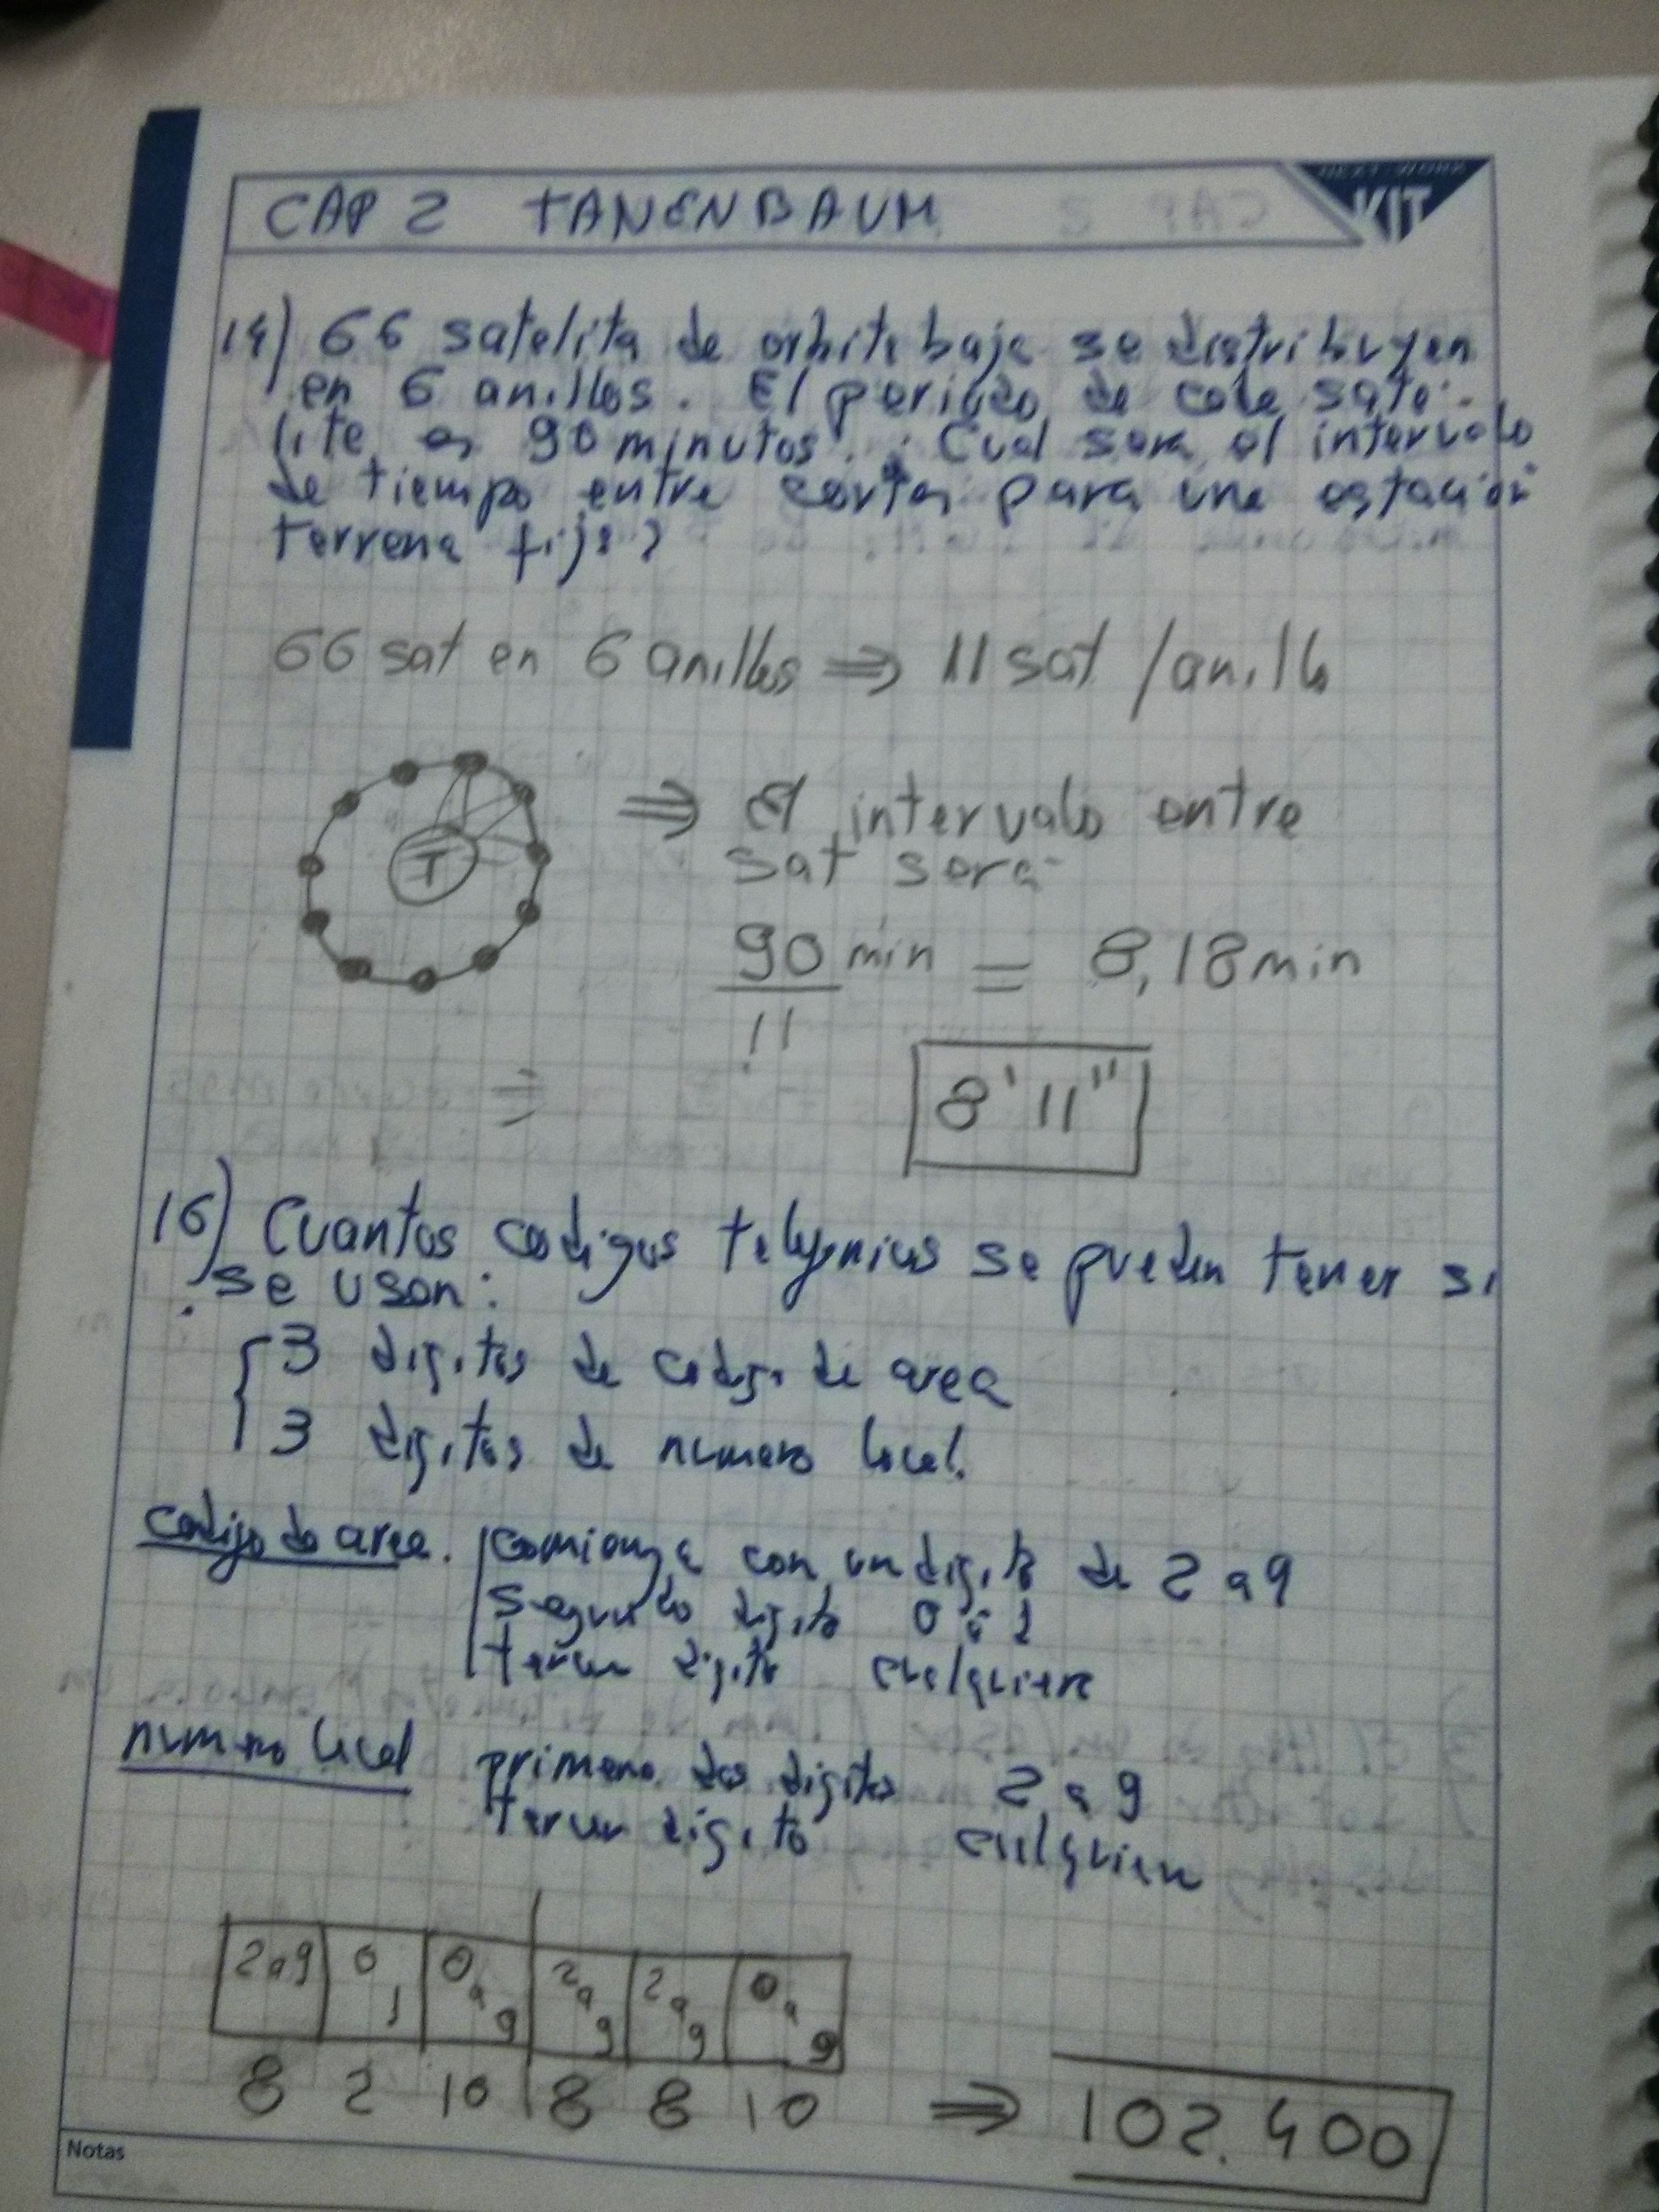 NEXT WORK
KIT
CAP 2 TANENBAUM
14) 66 satelites de orbita baja se distribuyen
en 6 anillos. El periodo de cada saté-
lite es 90 minutos. ¿Cual sera el intervalo
de tiempo entre cortes para una estación
terrena fija?
66 sat en 6 anillos ⇒ 11 sat /anillo
T
⇒ El intervalo entre
sat sera
90 min = 8,18 min
11
8' 11''
16) Cuantos codigos telefonicos se pueden tener si
se usan:
3 digitos de codigo de area
3 digitos de numero local.
codigo de area. comienza con un digito de 2 a 9
segundo digito 0 ó 1
tercer digito cualquiera
numero local primeros dos digitos 2 a 9
tercer digito cualquiera
2 a 9 0 1 0 a 9 2 a 9 2 a 9 0 a 9
8 2 10 8 8 10 ⇒ 102.400
Notas